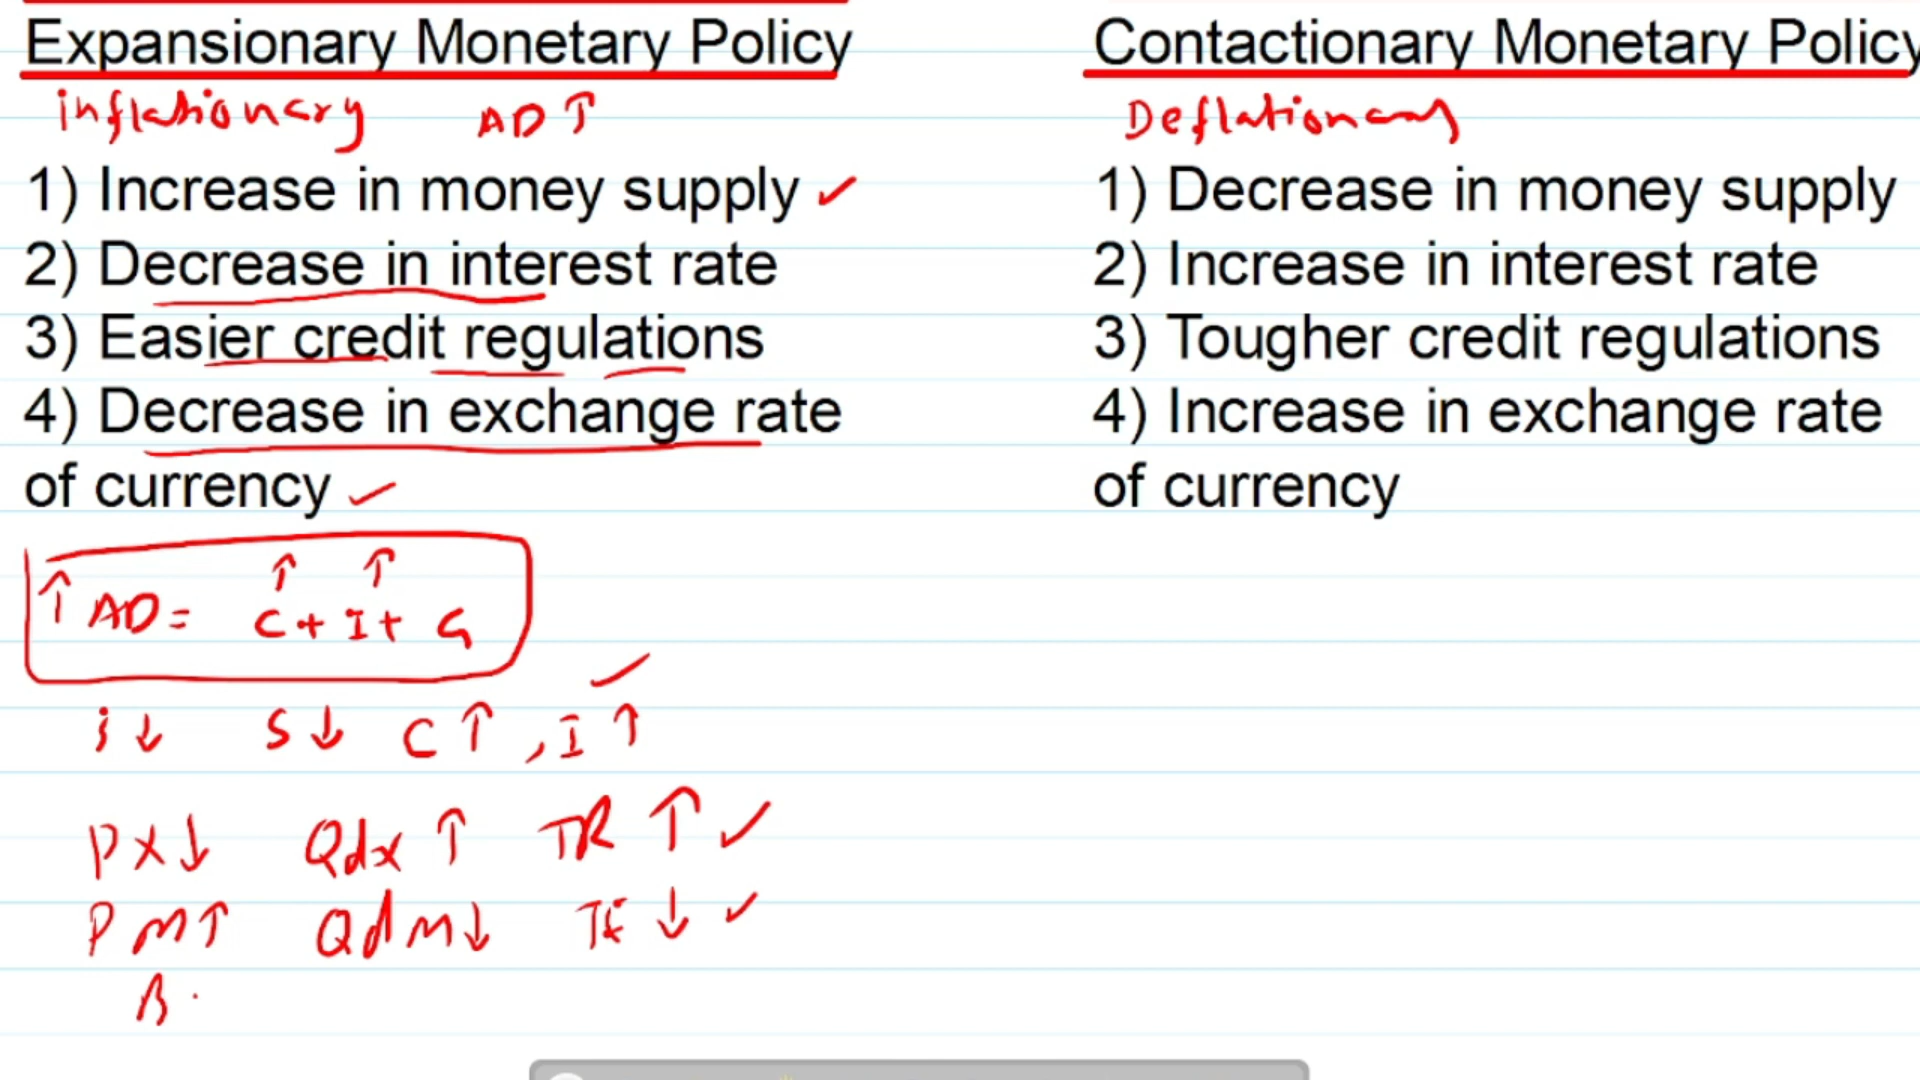 Expansionary Monetary Policy
inflationary AD↑
1) Increase in money supply ✓
2) Decrease in interest rate
3) Easier credit regulations
4) Decrease in exchange rate
of currency ✓
↑ ↑
↑ AD = C + I + G
i↓ S↓ C↑ , I↑ ✓
PX↓ Qdx↑ TR↑ ✓
PM↑ QdM↓ TE↓ ✓
B
Contactionary Monetary Policy
Deflationary
1) Decrease in money supply
2) Increase in interest rate
3) Tougher credit regulations
4) Increase in exchange rate
of currency